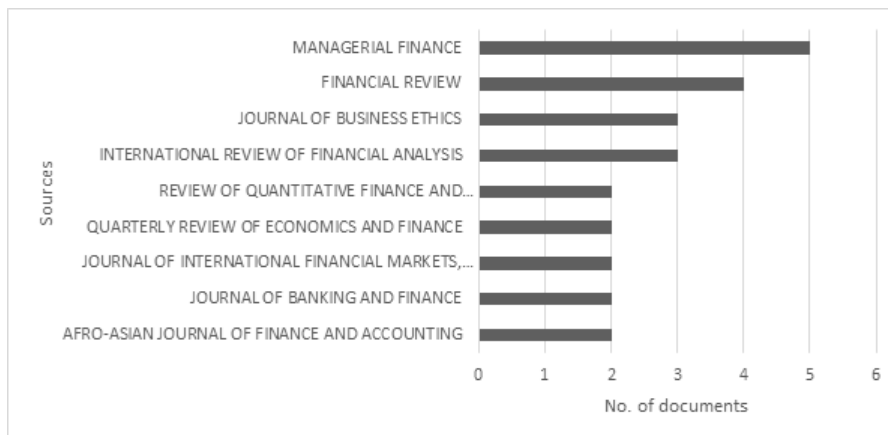 MANAGERIAL FINANCE
FINANCIAL REVIEW
JOURNAL OF BUSINESS ETHICS
INTERNATIONAL REVIEW OF FINANCIAL ANALYSIS
REVIEW OF QUANTITATIVE FINANCE AND...
QUARTERLY REVIEW OF ECONOMICS AND FINANCE
JOURNAL OF INTERNATIONAL FINANCIAL MARKETS,...
JOURNAL OF BANKING AND FINANCE
AFRO-ASIAN JOURNAL OF FINANCE AND ACCOUNTING
Sources
0 1 2 3 4 5 6
No. of documents